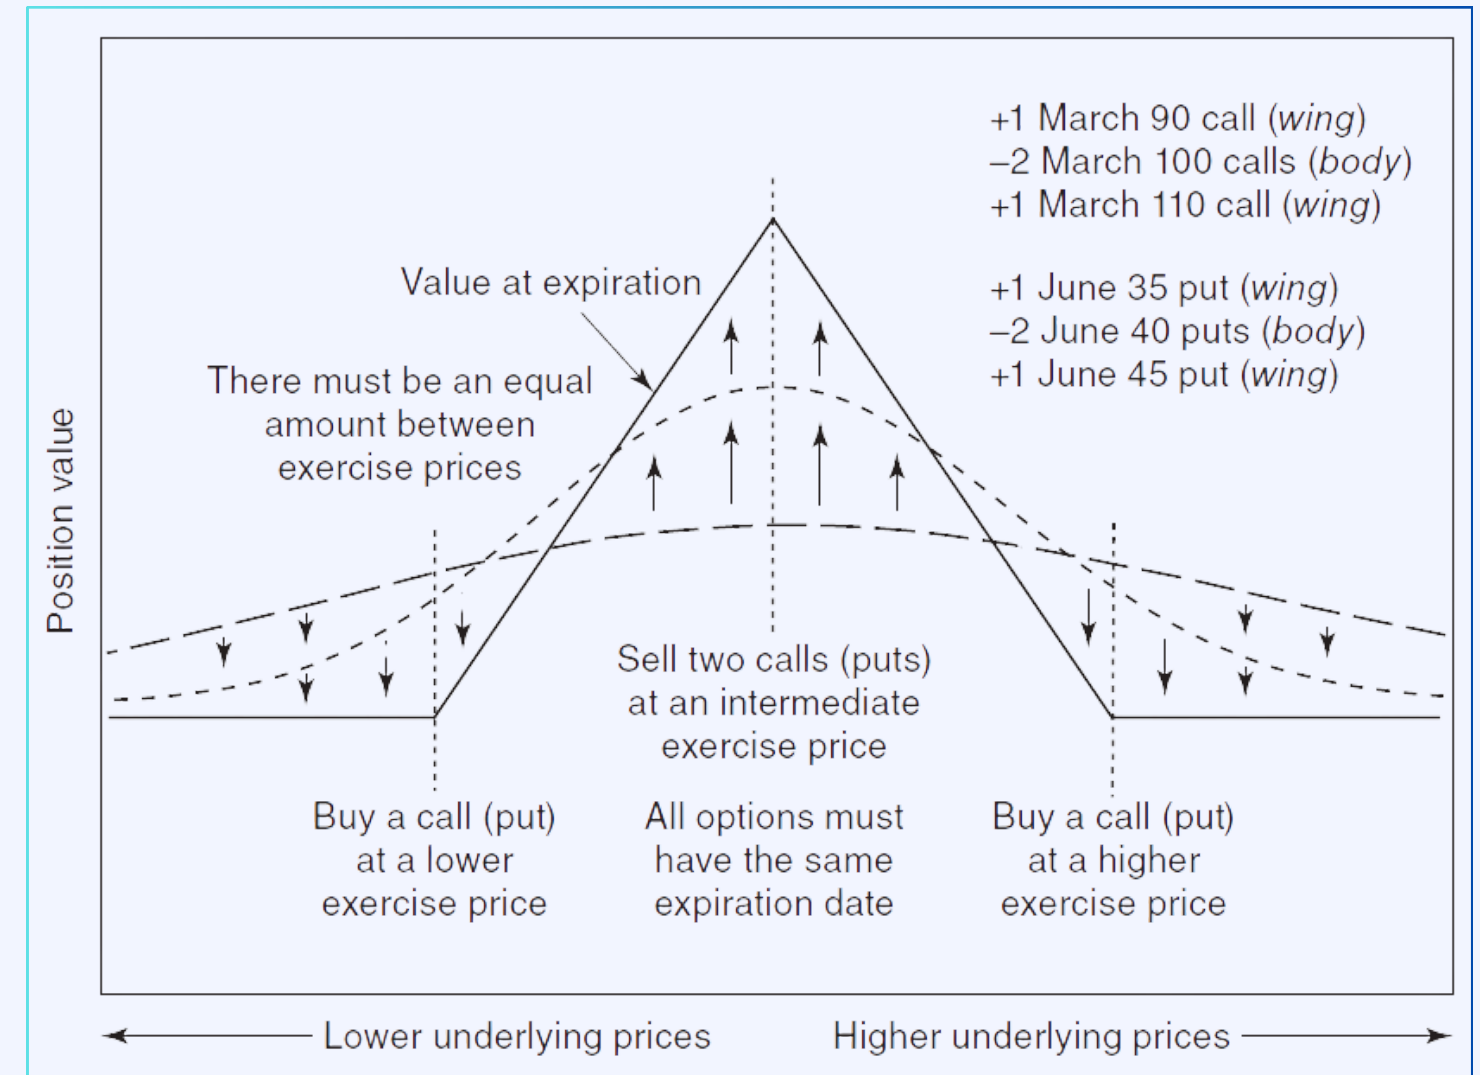 +1 March 90 call (wing)
–2 March 100 calls (body)
+1 March 110 call (wing)
+1 June 35 put (wing)
–2 June 40 puts (body)
+1 June 45 put (wing)
Value at expiration
There must be an equal
amount between
exercise prices
Position value
Sell two calls (puts)
at an intermediate
exercise price
Buy a call (put)
at a lower
exercise price
All options must
have the same
expiration date
Buy a call (put)
at a higher
exercise price
Lower underlying prices
Higher underlying prices